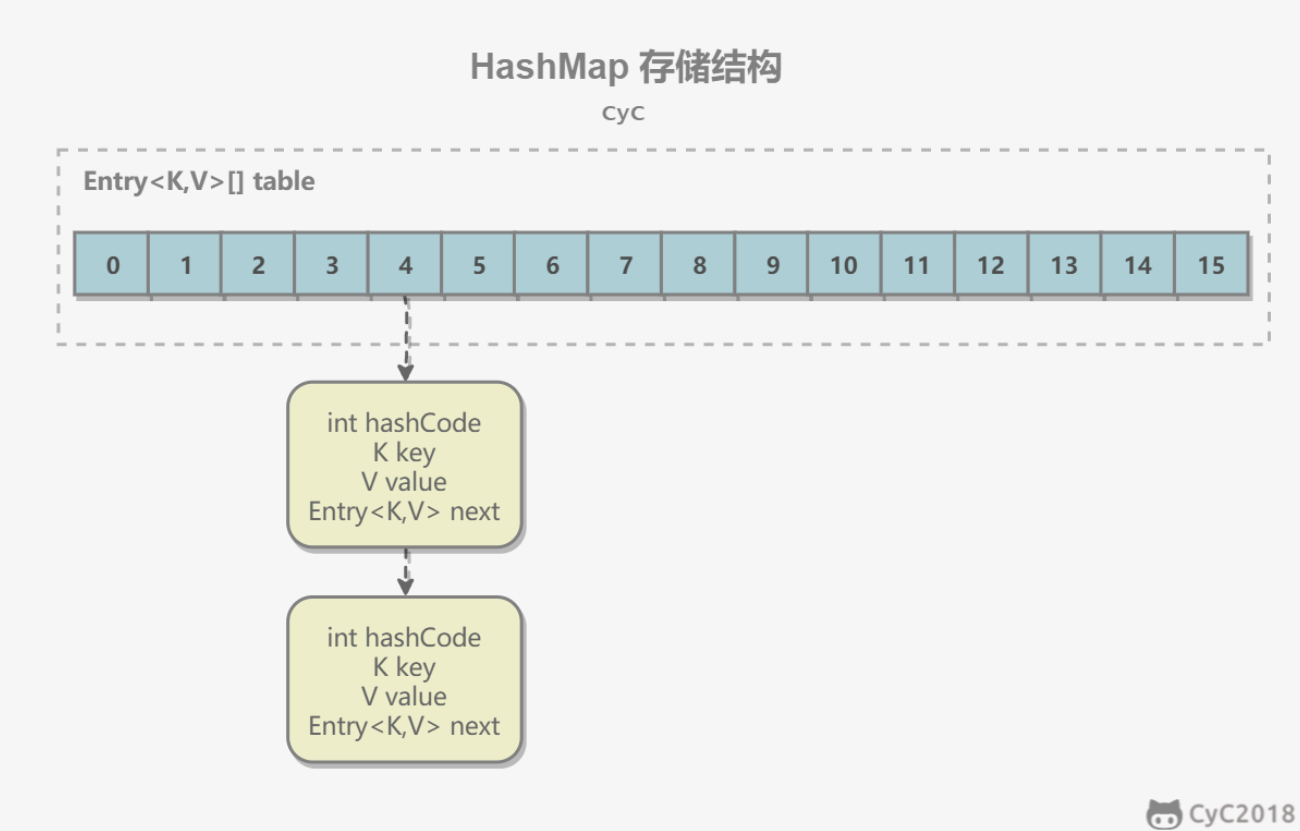 HashMap 存储结构
CyC
Entry<K,V>[] table
0 1 2 3 4 5 6 7 8 9 10 11 12 13 14 15
int hashCode
K key
V value
Entry<K,V> next
int hashCode
K key
V value
Entry<K,V> next
CyC2018